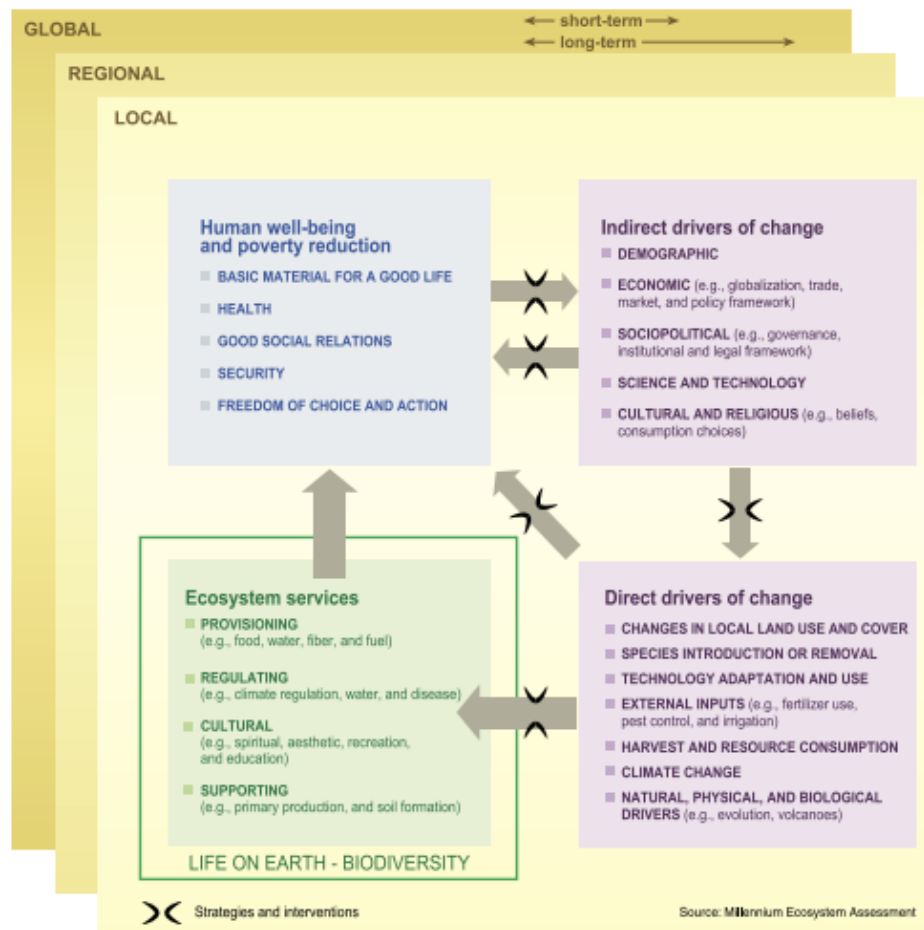 GLOBAL
short-term
long-term
REGIONAL
LOCAL
Human well-being
and poverty reduction
BASIC MATERIAL FOR A GOOD LIFE
HEALTH
GOOD SOCIAL RELATIONS
SECURITY
FREEDOM OF CHOICE AND ACTION
Indirect drivers of change
DEMOGRAPHIC
ECONOMIC (e.g., globalization, trade,
market, and policy framework)
SOCIOPOLITICAL (e.g., governance,
institutional and legal framework)
SCIENCE AND TECHNOLOGY
CULTURAL AND RELIGIOUS (e.g., beliefs,
consumption choices)
Ecosystem services
PROVISIONING
(e.g., food, water, fiber, and fuel)
REGULATING
(e.g., climate regulation, water, and disease)
CULTURAL
(e.g., spiritual, aesthetic, recreation,
and education)
SUPPORTING
(e.g., primary production, and soil formation)
LIFE ON EARTH - BIODIVERSITY
Direct drivers of change
CHANGES IN LOCAL LAND USE AND COVER
SPECIES INTRODUCTION OR REMOVAL
TECHNOLOGY ADAPTATION AND USE
EXTERNAL INPUTS (e.g., fertilizer use,
pest control, and irrigation)
HARVEST AND RESOURCE CONSUMPTION
CLIMATE CHANGE
NATURAL, PHYSICAL, AND BIOLOGICAL
DRIVERS (e.g., evolution, volcanoes)
Strategies and interventions
Source: Millennium Ecosystem Assessment